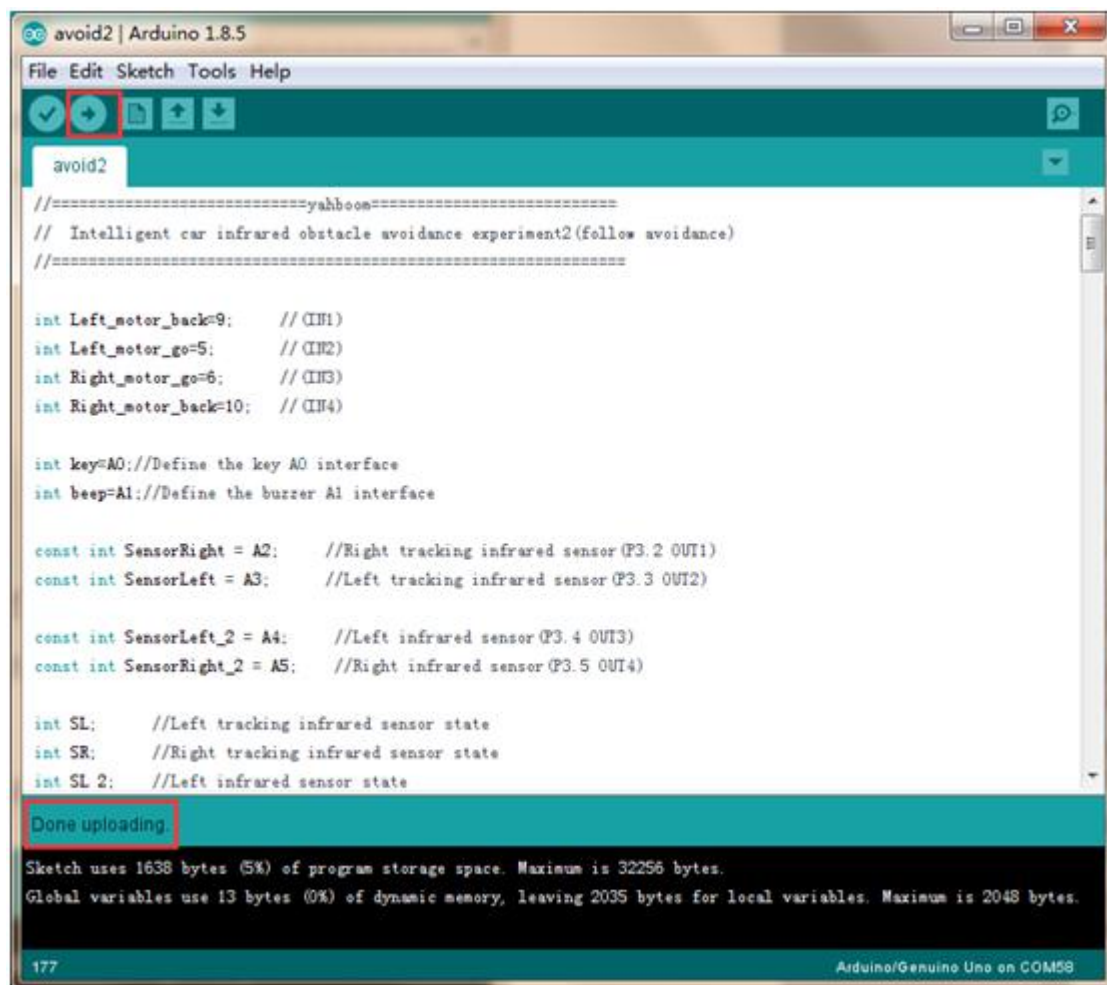 avoid2 | Arduino 1.8.5
File Edit Sketch Tools Help
avoid2
//============================yahboom===========================
// Intelligent car infrared obstacle avoidance experiment2(follow avoidance)
//===============================================================
int Left_motor_back=9; //(IN1)
int Left_motor_go=5; //(IN2)
int Right_motor_go=6; //(IN3)
int Right_motor_back=10; //(IN4)
int key=A0;//Define the key A0 interface
int beep=A1;//Define the buzzer A1 interface
const int SensorRight = A2; //Right tracking infrared sensor(P3.2 OUT1)
const int SensorLeft = A3; //Left tracking infrared sensor(P3.3 OUT2)
const int SensorLeft_2 = A4; //Left infrared sensor(P3.4 OUT3)
const int SensorRight_2 = A5; //Right infrared sensor(P3.5 OUT4)
int SL; //Left tracking infrared sensor state
int SR; //Right tracking infrared sensor state
int SL 2; //Left infrared sensor state
Done uploading.
Sketch uses 1638 bytes (5%) of program storage space. Maximum is 32256 bytes.
Global variables use 13 bytes (0%) of dynamic memory, leaving 2035 bytes for local variables. Maximum is 2048 bytes.
177 Arduino/Genuino Uno on COM58